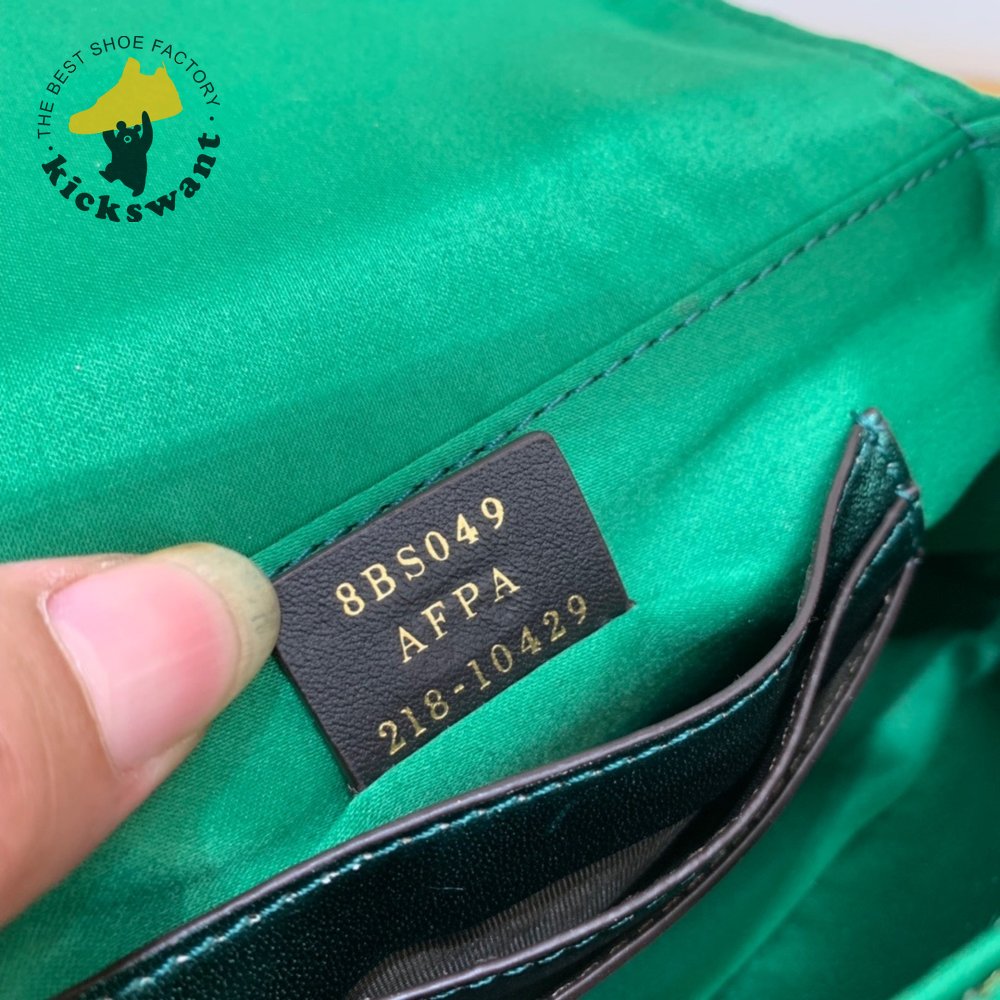 THE BEST SHOE FACTORY
kickswant
8BS049
AFPA
218-10429